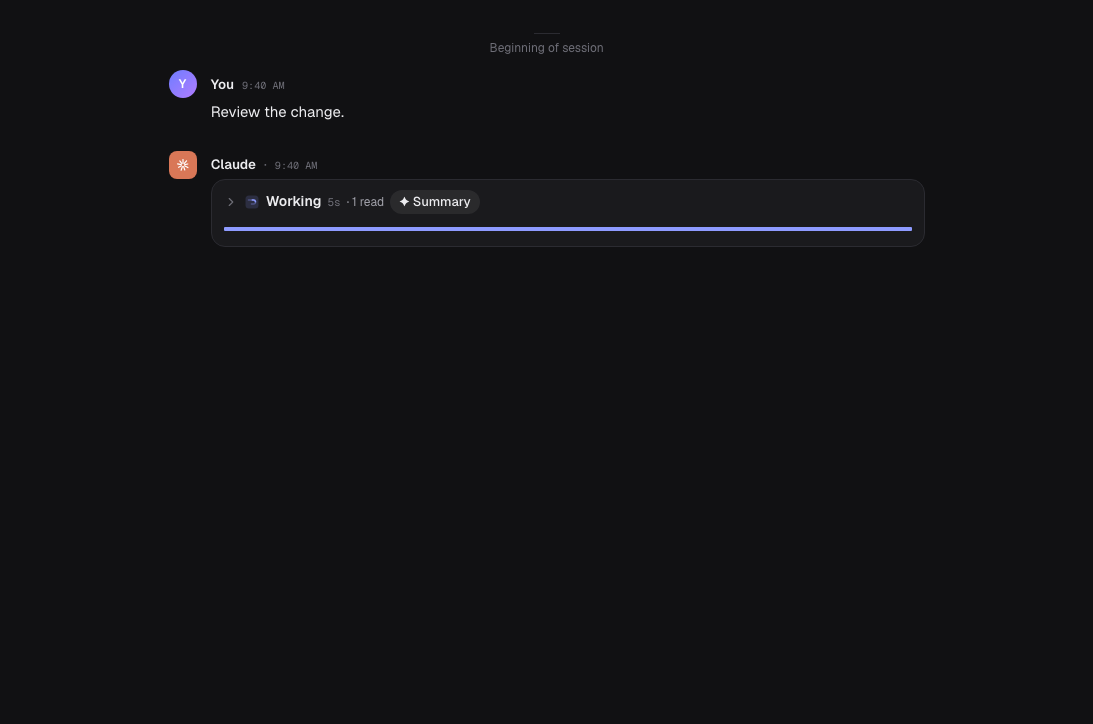 Beginning of session
Y
You 9:40 AM
Review the change.
Claude · 9:40 AM
Working 5s · 1 read Summary